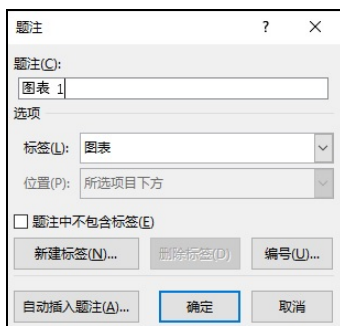 题注
? ×
题注(C):
图表 1
选项
标签(L): 图表
位置(P): 所选项目下方
题注中不包含标签(E)
新建标签(N)... 删除标签(D) 编号(U)...
自动插入题注(A)... 确定 取消